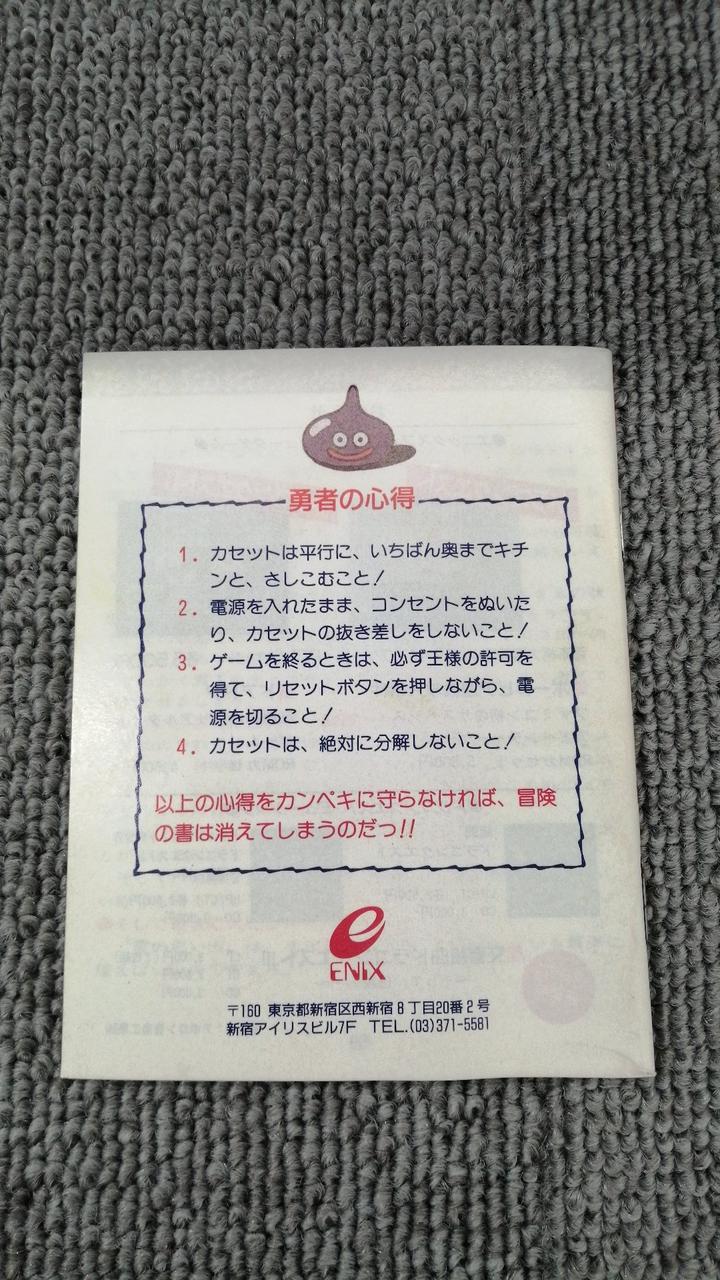 勇者の心得
1. カセットは平行に、いちばん奥までキチ
ンと、さしこむこと!
2. 電源を入れたまま、コンセントをぬいた
り、カセットの抜き差しをしないこと!
3. ゲームを終るときは、必ず王様の許可を
得て、リセットボタンを押しながら、電
源を切ること!
4. カセットは、絶対に分解しないこと!
以上の心得をカンペキに守らなければ、冒険
の書は消えてしまうのだっ!!
ENIX
〒160 東京都新宿区西新宿8丁目20番2号
新宿アイリスビル7F TEL.(03)371-5581